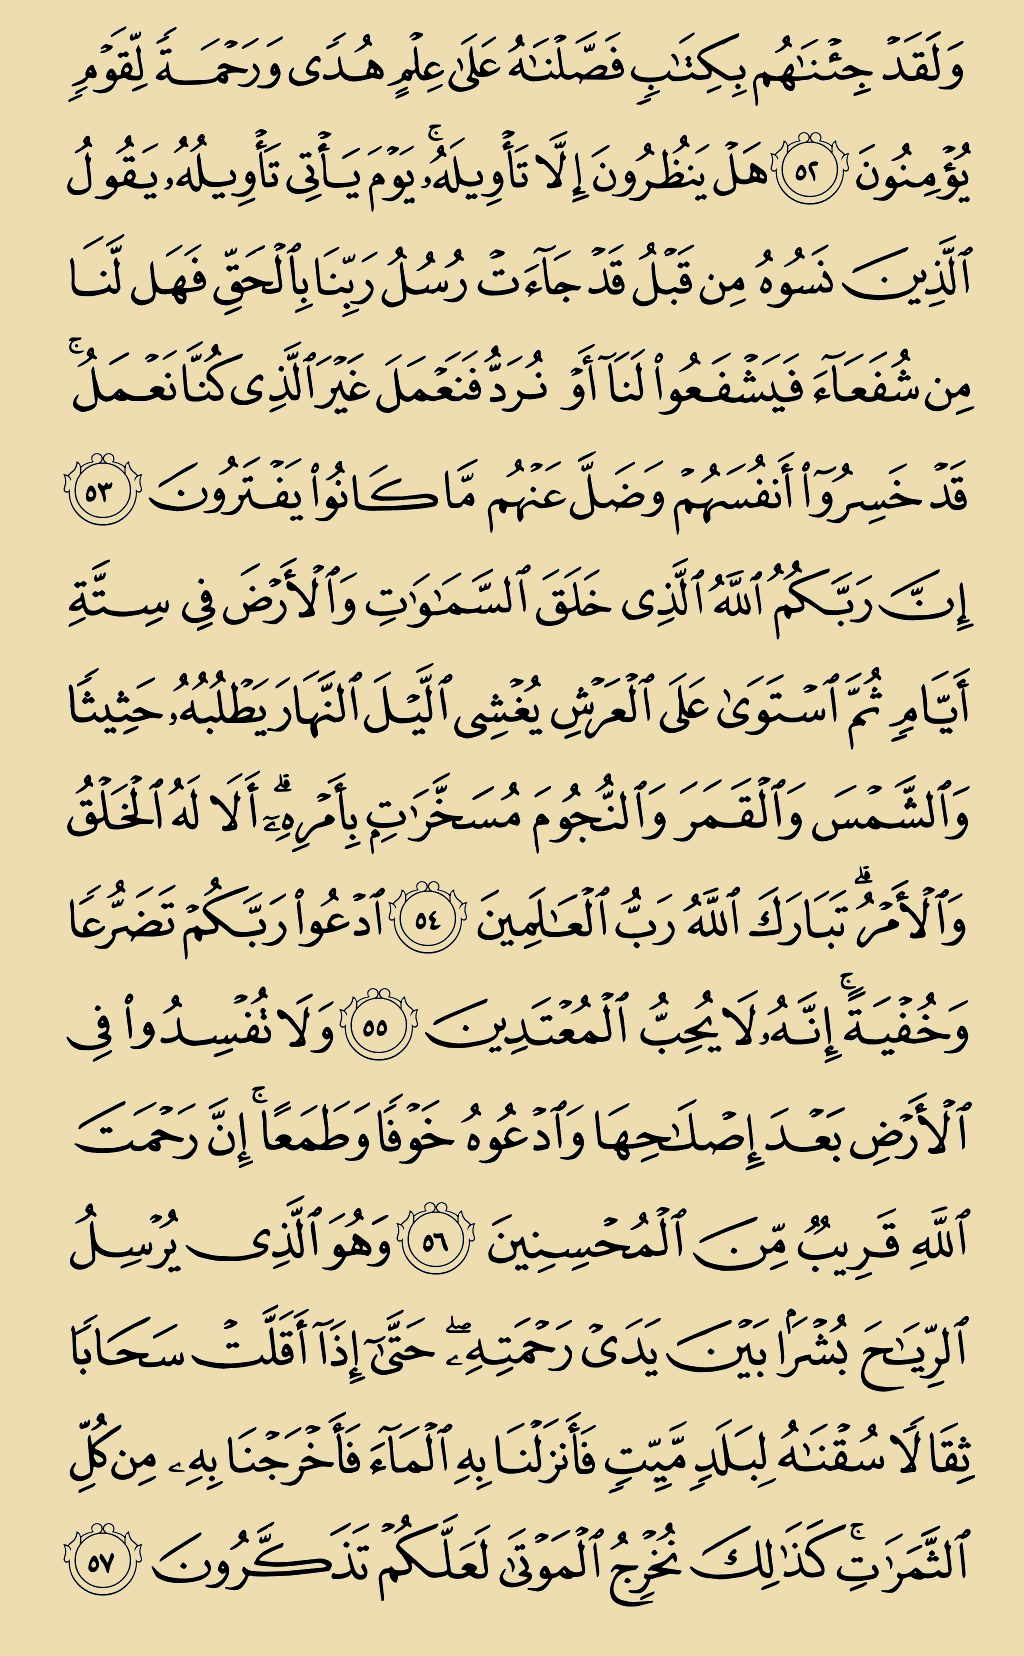 وَلَقَدۡ جِئۡنَٰهُم بِكِتَٰبٖ فَصَّلۡنَٰهُ عَلَىٰ عِلۡمٍ هُدٗى وَرَحۡمَةٗ لِّقَوۡمٖ
يُؤۡمِنُونَ ٥٢ هَلۡ يَنظُرُونَ إِلَّا تَأۡوِيلَهُۥۚ يَوۡمَ يَأۡتِي تَأۡوِيلُهُۥ يَقُولُ
ٱلَّذِينَ نَسُوهُ مِن قَبۡلُ قَدۡ جَآءَتۡ رُسُلُ رَبِّنَا بِٱلۡحَقِّ فَهَل لَّنَا
مِن شُفَعَآءَ فَيَشۡفَعُواْ لَنَآ أَوۡ نُرَدُّ فَنَعۡمَلَ غَيۡرَ ٱلَّذِي كُنَّا نَعۡمَلُۚ
قَدۡ خَسِرُوٓاْ أَنفُسَهُمۡ وَضَلَّ عَنۡهُم مَّا كَانُواْ يَفۡتَرُونَ ٥٣
إِنَّ رَبَّكُمُ ٱللَّهُ ٱلَّذِي خَلَقَ ٱلسَّمَٰوَٰتِ وَٱلۡأَرۡضَ فِي سِتَّةِ
أَيَّامٖ ثُمَّ ٱسۡتَوَىٰ عَلَى ٱلۡعَرۡشِۖ يُغۡشِي ٱلَّيۡلَ ٱلنَّهَارَ يَطۡلُبُهُۥ حَثِيثٗا
وَٱلشَّمۡسَ وَٱلۡقَمَرَ وَٱلنُّجُومَ مُسَخَّرَٰتِۭ بِأَمۡرِهِۦٓۗ أَلَا لَهُ ٱلۡخَلۡقُ
وَٱلۡأَمۡرُۗ تَبَارَكَ ٱللَّهُ رَبُّ ٱلۡعَٰلَمِينَ ٥٤ ٱدۡعُواْ رَبَّكُمۡ تَضَرُّعٗا
وَخُفۡيَةًۚ إِنَّهُۥ لَا يُحِبُّ ٱلۡمُعۡتَدِينَ ٥٥ وَلَا تُفۡسِدُواْ فِي
ٱلۡأَرۡضِ بَعۡدَ إِصۡلَٰحِهَا وَٱدۡعُوهُ خَوۡفٗا وَطَمَعًاۚ إِنَّ رَحۡمَتَ
ٱللَّهِ قَرِيبٞ مِّنَ ٱلۡمُحۡسِنِينَ ٥٦ وَهُوَ ٱلَّذِي يُرۡسِلُ
ٱلرِّيَٰحَ بُشۡرَۢا بَيۡنَ يَدَيۡ رَحۡمَتِهِۦۖ حَتَّىٰٓ إِذَآ أَقَلَّتۡ سَحَابٗا
ثِقَالٗا سُقۡنَٰهُ لِبَلَدٖ مَّيِّتٖ فَأَنزَلۡنَا بِهِ ٱلۡمَآءَ فَأَخۡرَجۡنَا بِهِۦ مِن كُلِّ
ٱلثَّمَرَٰتِۚ كَذَٰلِكَ نُخۡرِجُ ٱلۡمَوۡتَىٰ لَعَلَّكُمۡ تَذَكَّرُونَ ٥٧